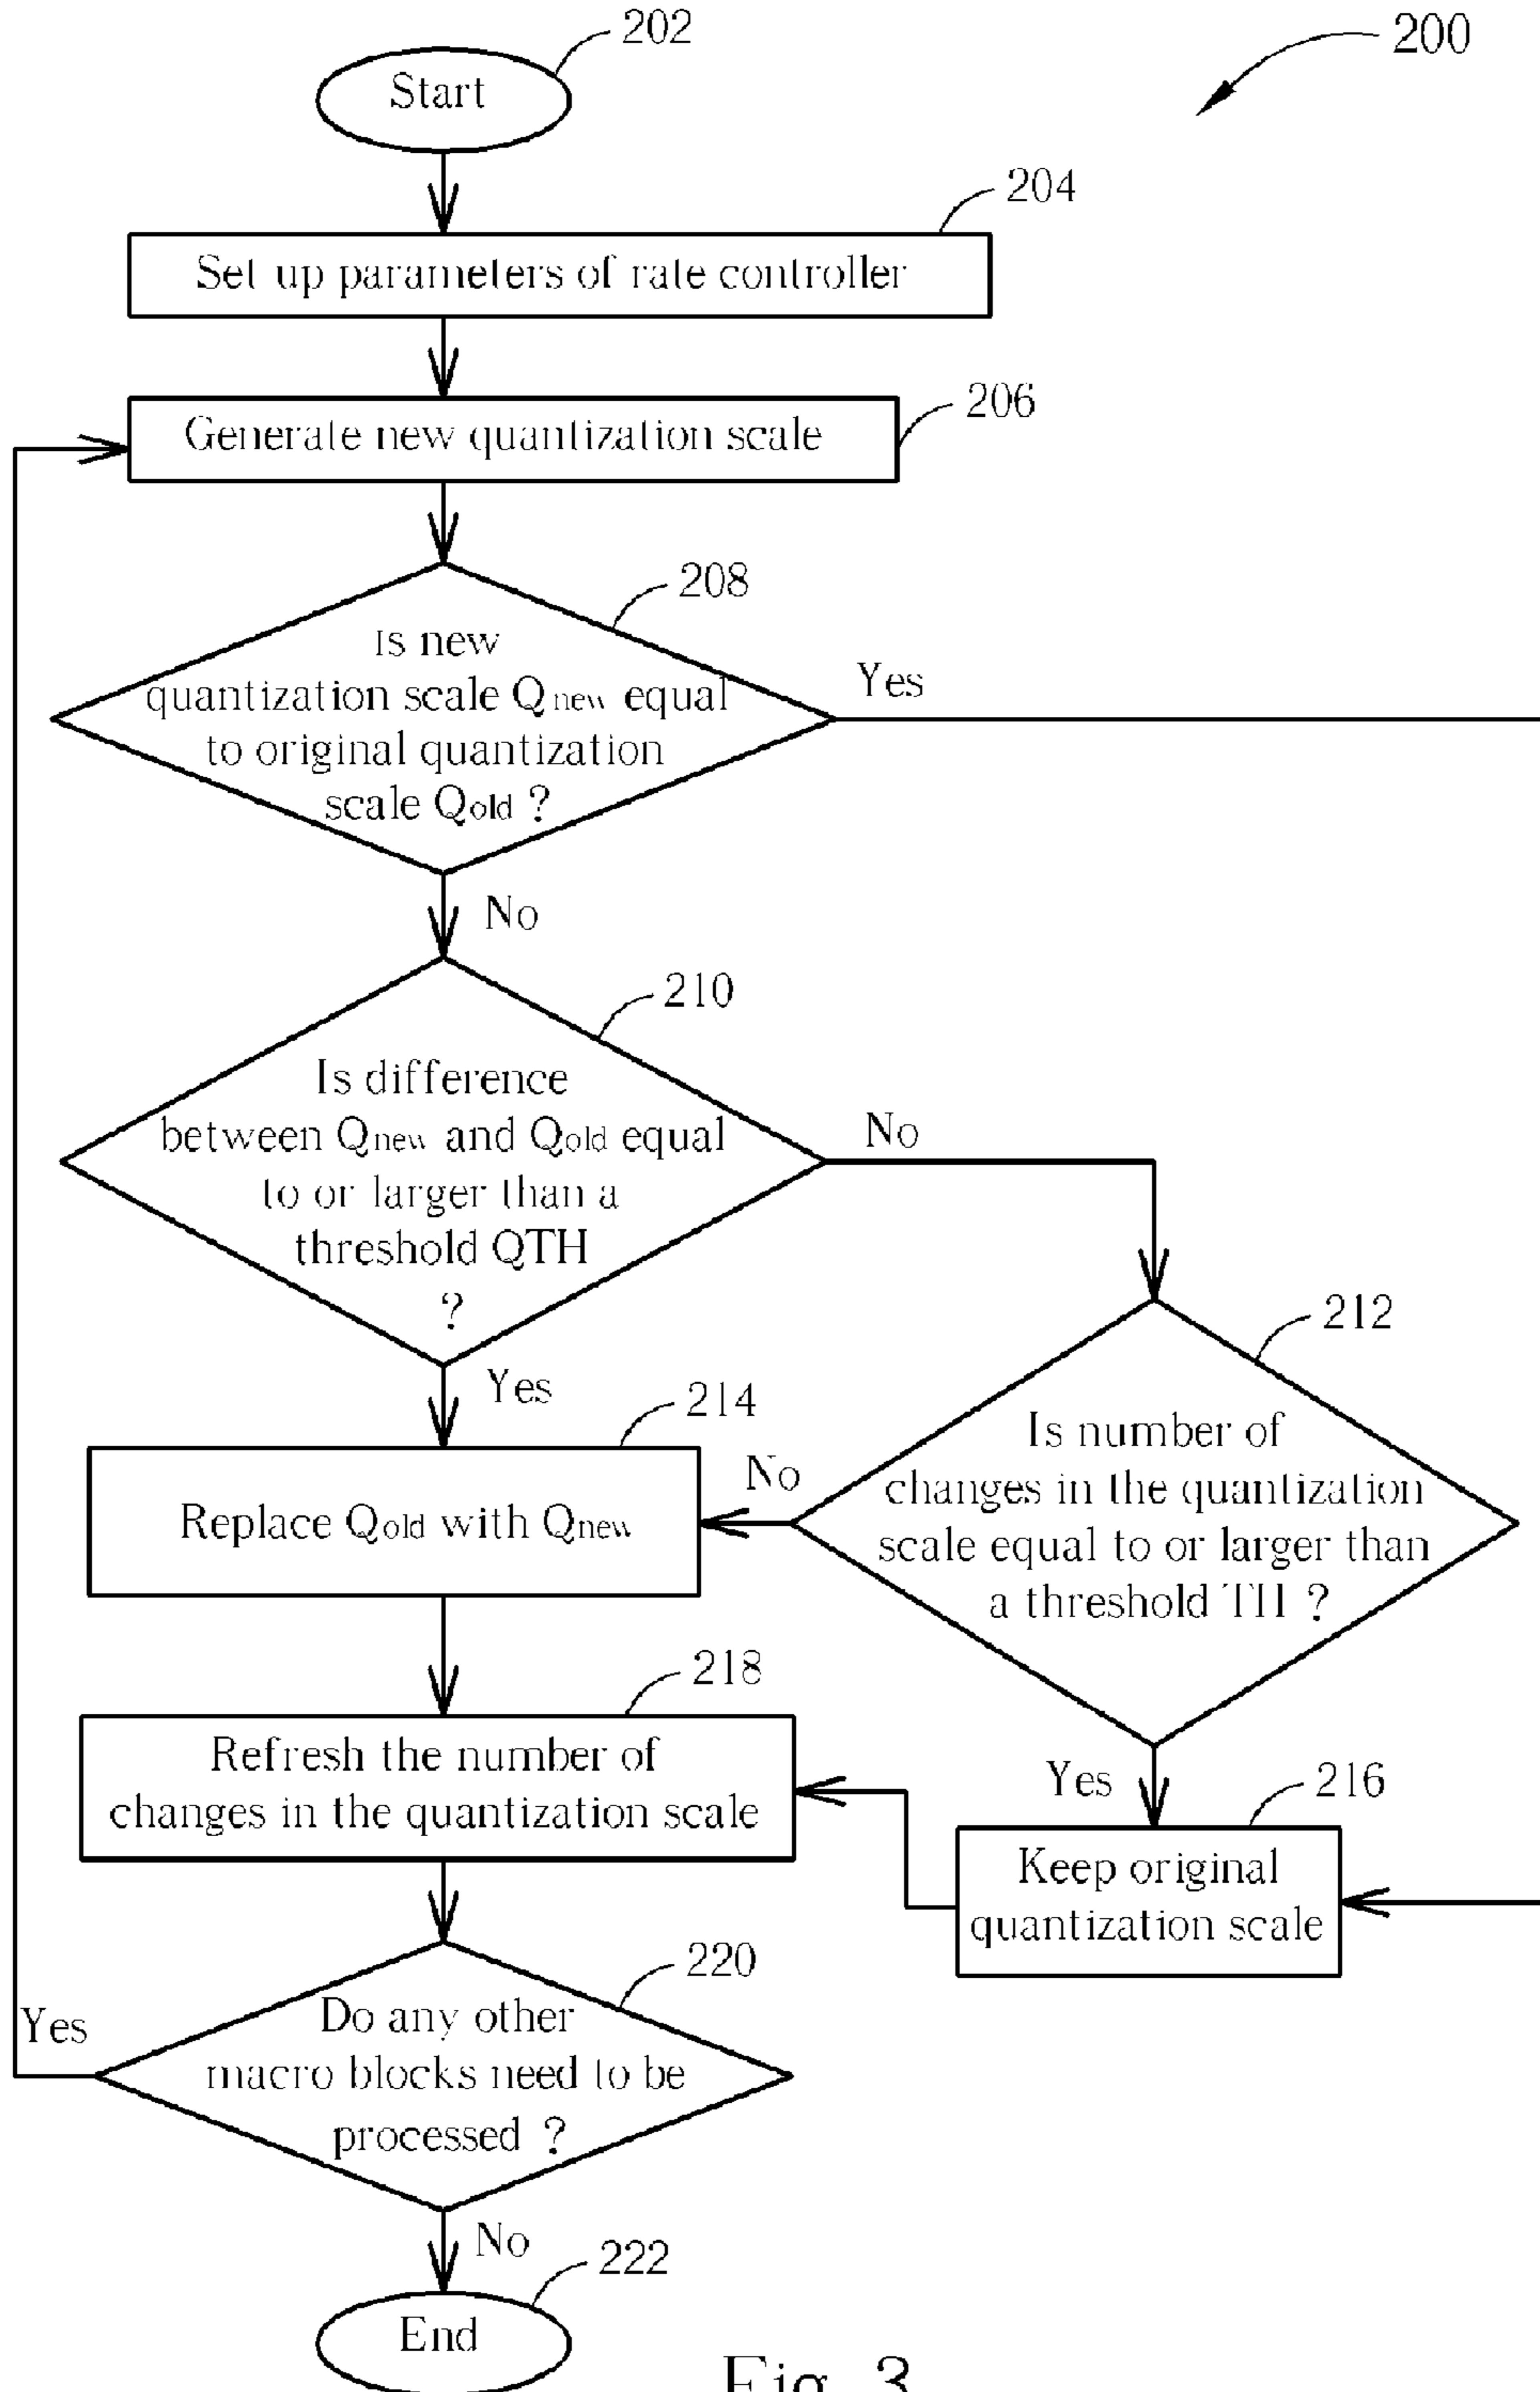 202
200
Start
204
Set up parameters of rate controller
206
Generate new quantization scale
208
Is new
quantization scale Qnew equal
to original quantization
scale Qold ?
Yes
No
210
Is difference
between Qnew and Qold equal
to or larger than a
threshold QTH
?
No
Yes
212
Is number of
changes in the quantization
scale equal to or larger than
a threshold TH ?
No
Yes
214
Replace Qold with Qnew
218
Refresh the number of
changes in the quantization scale
216
Keep original
quantization scale
220
Do any other
macro blocks need to be
processed ?
Yes
No
222
End
Fig. 3